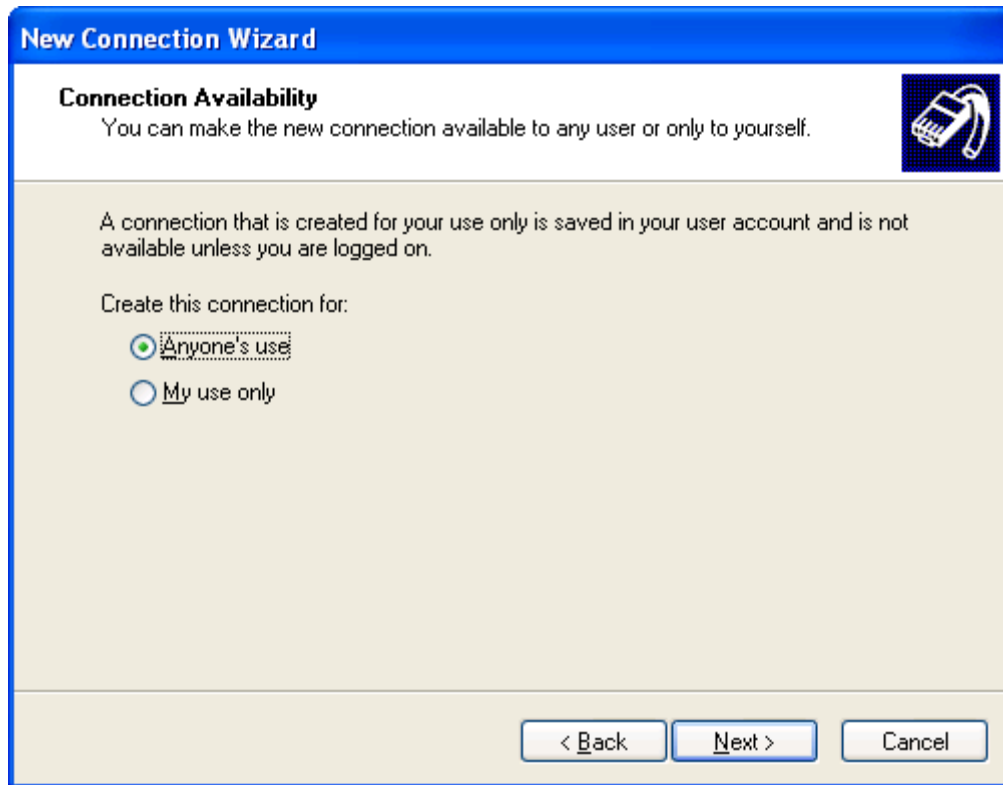 New Connection Wizard
Connection Availability
You can make the new connection available to any user or only to yourself.
A connection that is created for your use only is saved in your user account and is not
available unless you are logged on.
Create this connection for:
Anyone's use
My use only
< Back
Next >
Cancel